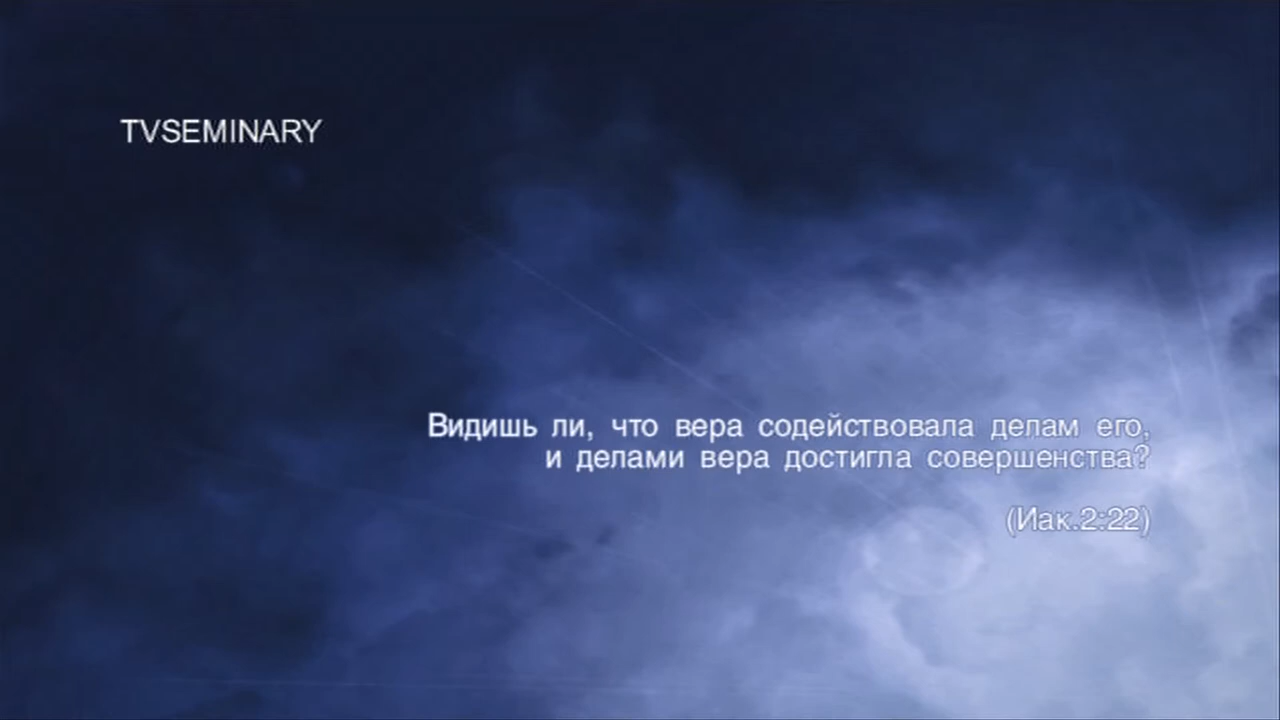 TVSEMINARY
Видишь ли, что вера содействовала делам его,
и делами вера достигла совершенства?
(Иак.2:22)